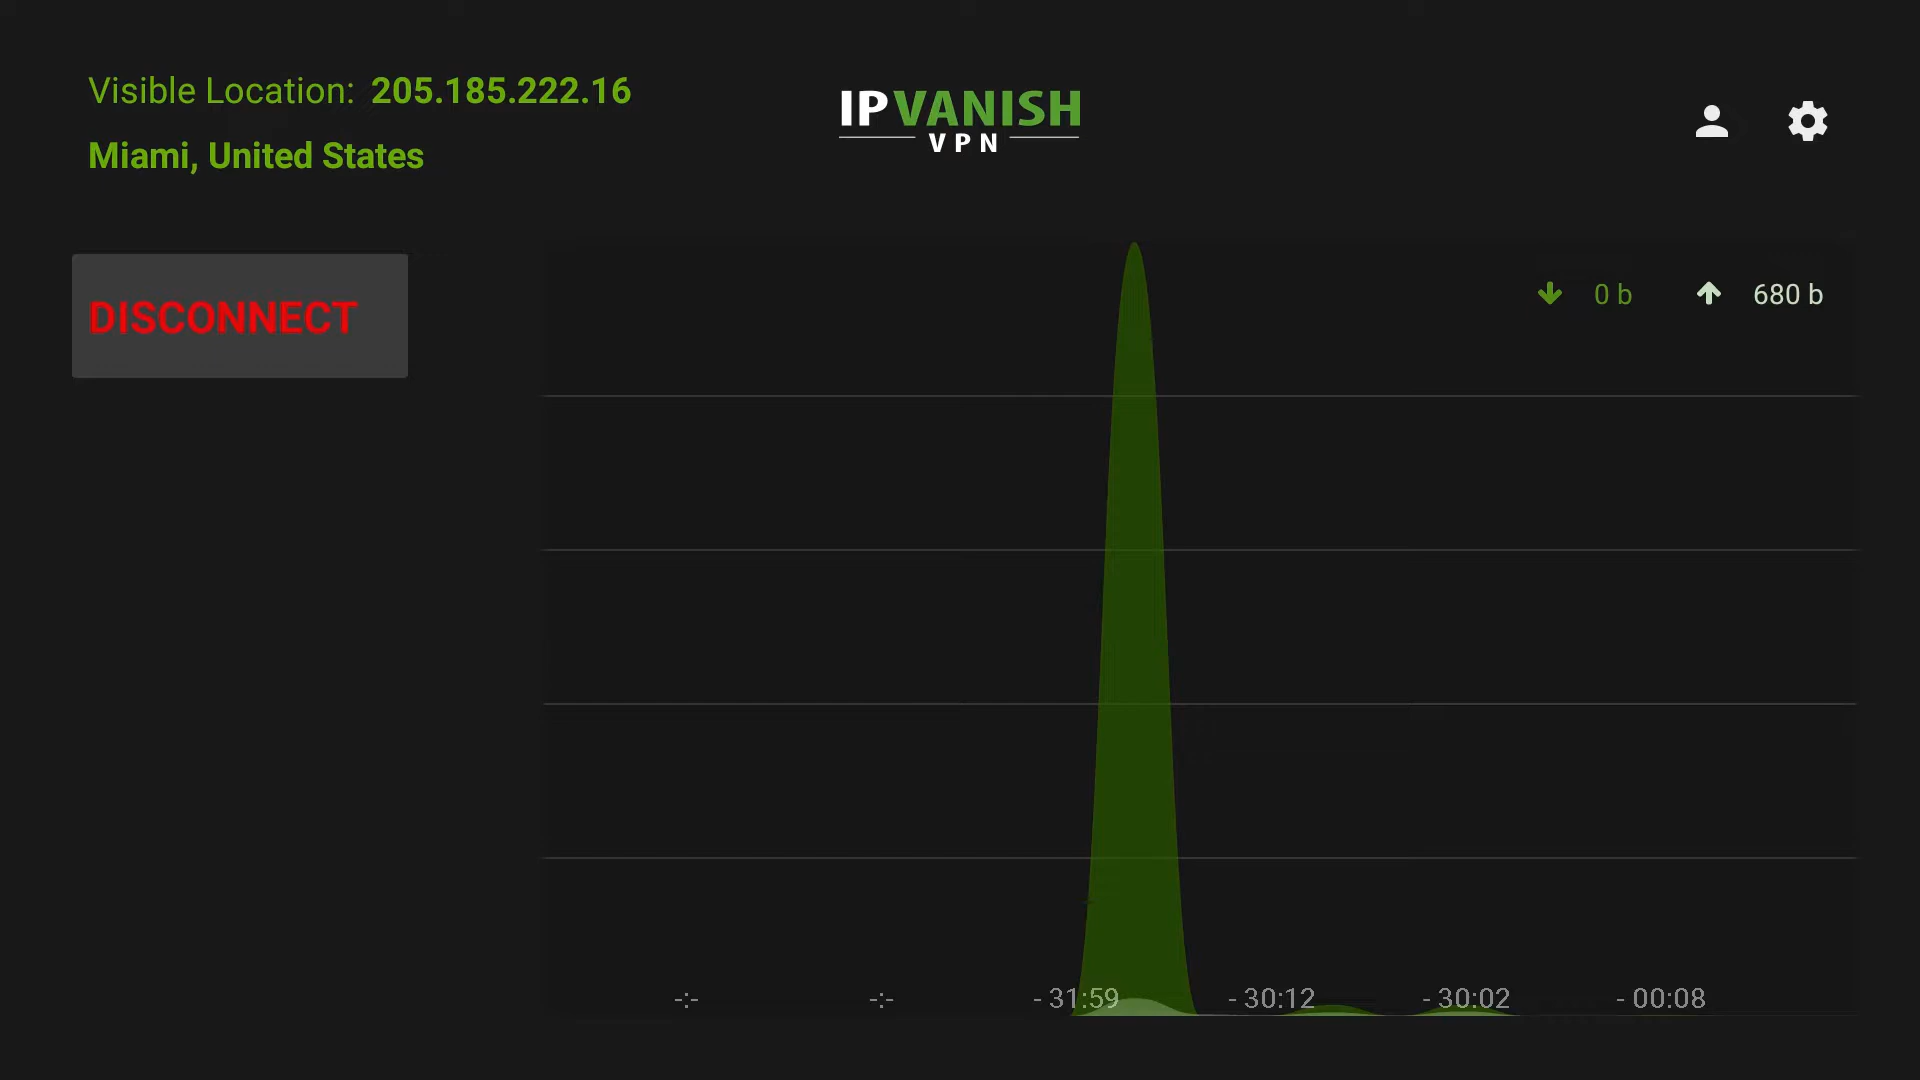 Visible Location: 205.185.222.16
Miami, United States
IPVANISH
VPN
DISCONNECT
0 b
680 b
-:-
-:-
- 31:59
- 30:12
- 30:02
- 00:08